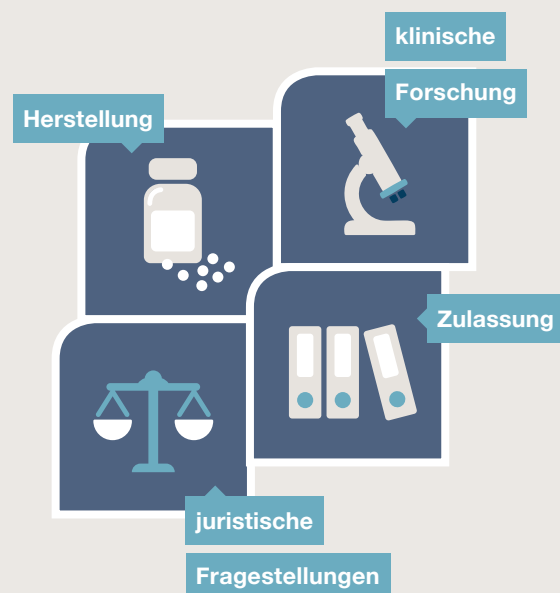 klinische
Forschung
Herstellung
Zulassung
juristische
Fragestellungen